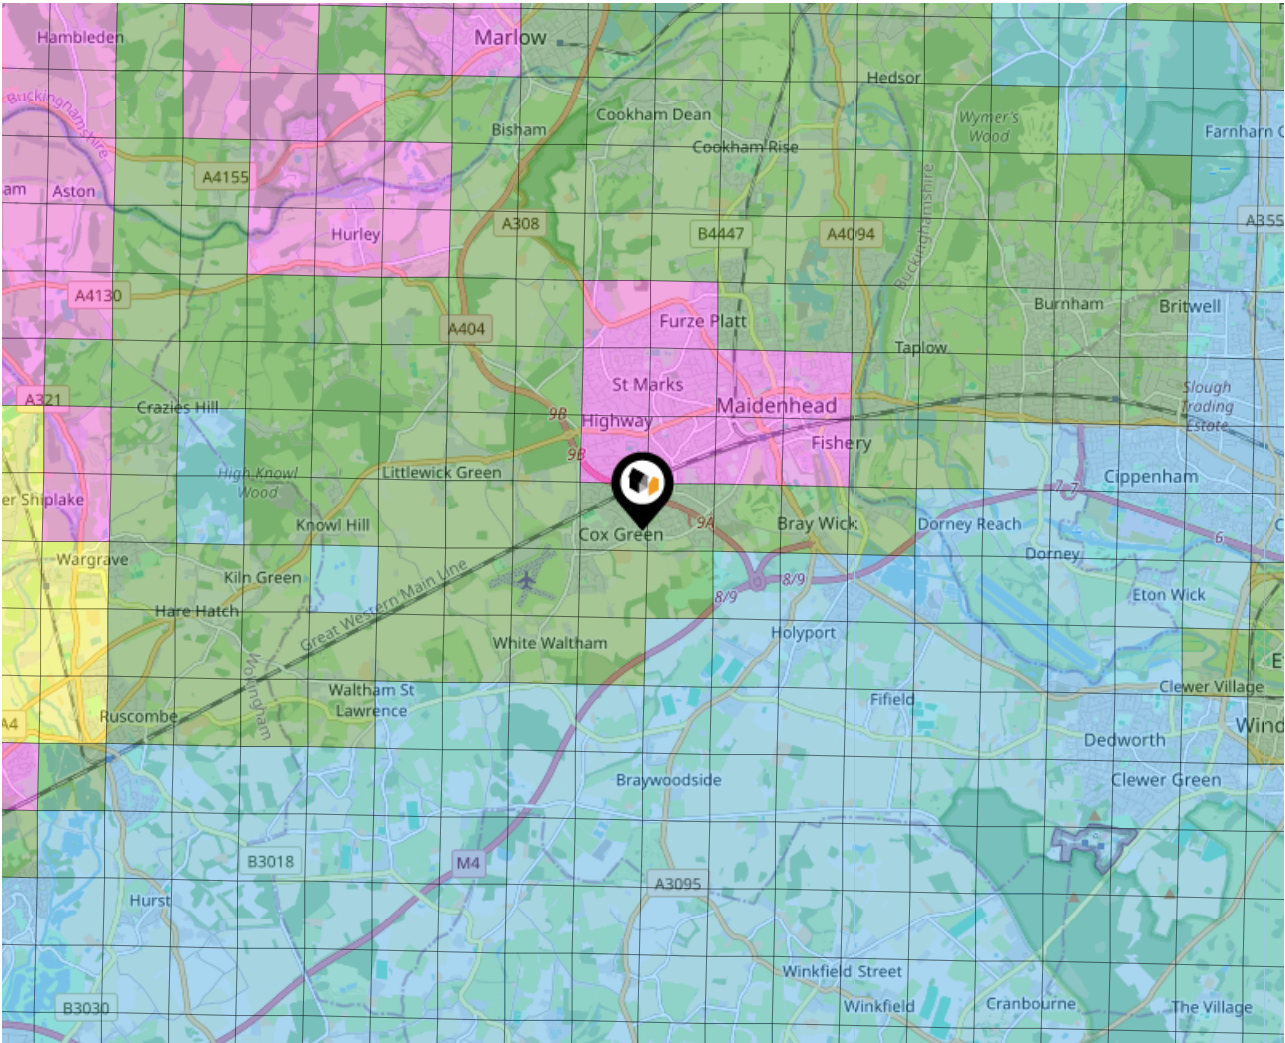 Hambleden
Marlow
Hedsor
Buckinghamshire
Cookham Dean
Wymer's
Wood
Bisham
Farnham C
Cookham Rise
A4155
am
Aston
A308
B4447
A4094
A355
Hurley
Buckinghamshire
A4130
Burnham
Britwell
Furze Platt
A404
Taplow
St Marks
Slough
Trading
Estate
A321
Crazies Hill
9B
Highway
Maidenhead
Fishery
9B
High Knowl
Wood
Littlewick Green
Cippenham
7
7
er Shiplake
Knowl Hill
Cox Green
9A
Bray Wick
Dorney Reach
6
Wargrave
Dorney
Kiln Green
Great Western Main Line
8/9
8/9
Eton Wick
Hare Hatch
White Waltham
Holyport
E
Wokingham
Waltham St
Lawrence
Fifield
Clewer Village
A4
Ruscombe
Wind
Dedworth
Braywoodside
Clewer Green
B3018
M4
A3095
Hurst
Winkfield Street
B3030
Winkfield
Cranbourne
The Village